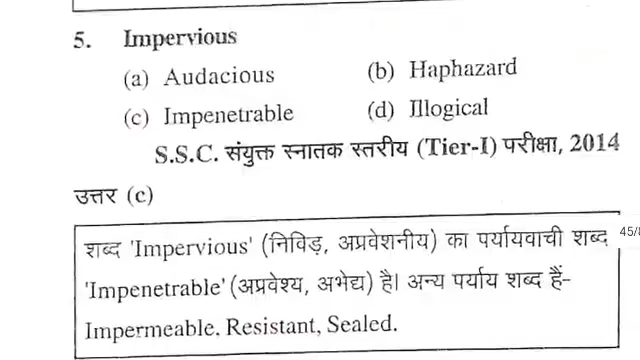 5. Impervious
(a) Audacious (b) Haphazard
(c) Impenetrable (d) Illogical
S.S.C. संयुक्त स्नातक स्तरीय (Tier-I) परीक्षा, 2014
उत्तर (c)
शब्द 'Impervious' (निविड़, अप्रवेशनीय) का पर्यायवाची शब्द
'Impenetrable' (अप्रवेश्य, अभेद्य) है। अन्य पर्याय शब्द हैं-
Impermeable, Resistant, Sealed.